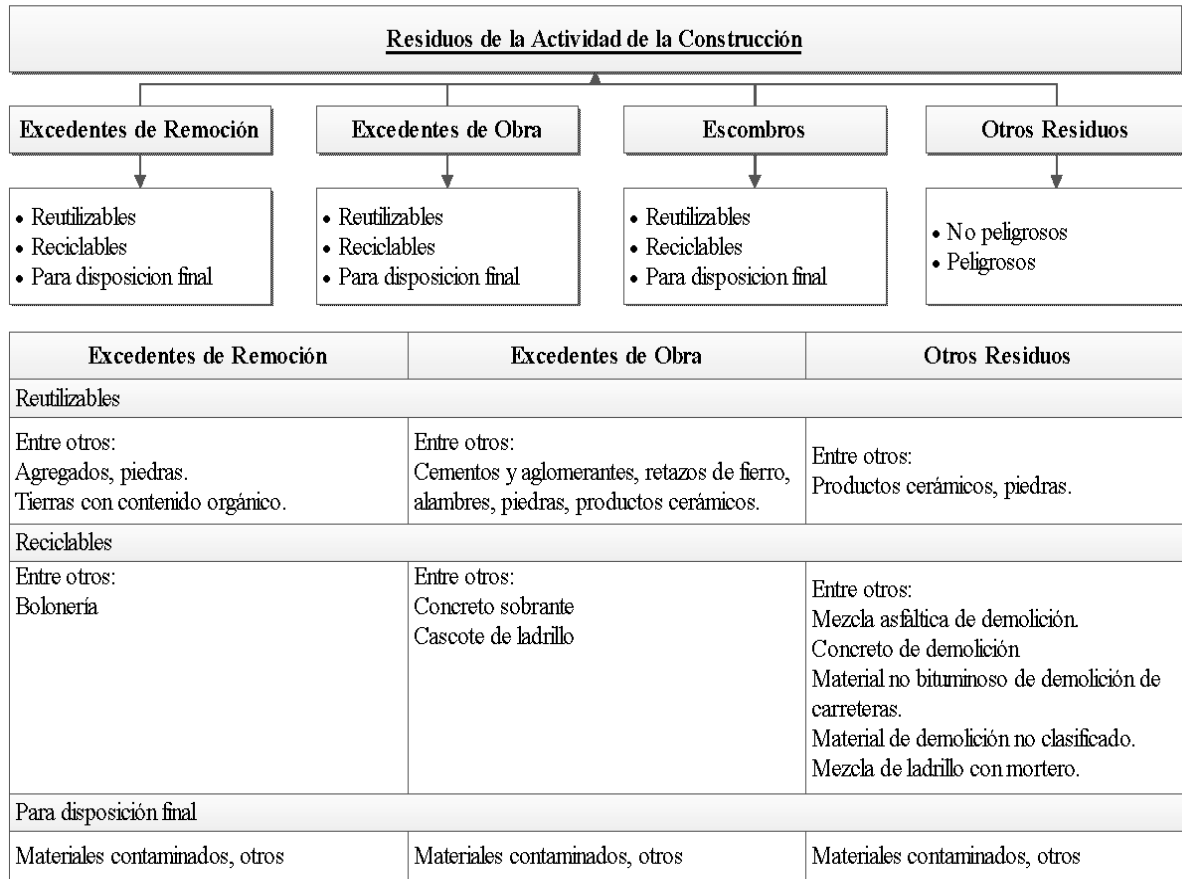 Residuos de la Actividad de la Construcción
Excedentes de Remoción
Excedentes de Obra
Escombros
Otros Residuos
• Reutilizables
• Reciclables
• Para disposicion final
• Reutilizables
• Reciclables
• Para disposicion final
• Reutilizables
• Reciclables
• Para disposicion final
• No peligrosos
• Peligrosos
Excedentes de Remoción
Excedentes de Obra
Otros Residuos
Reutilizables
Entre otros:
Agregados, piedras.
Tierras con contenido orgánico.
Entre otros:
Cementos y aglomerantes, retazos de fierro,
alambres, piedras, productos cerámicos.
Entre otros:
Productos cerámicos, piedras.
Reciclables
Entre otros:
Bolonería
Entre otros:
Concreto sobrante
Cascote de ladrillo
Entre otros:
Mezcla asfáltica de demolición.
Concreto de demolición
Material no bituminoso de demolición de
carreteras.
Material de demolición no clasificado.
Mezcla de ladrillo con mortero.
Para disposición final
Materiales contaminados, otros
Materiales contaminados, otros
Materiales contaminados, otros